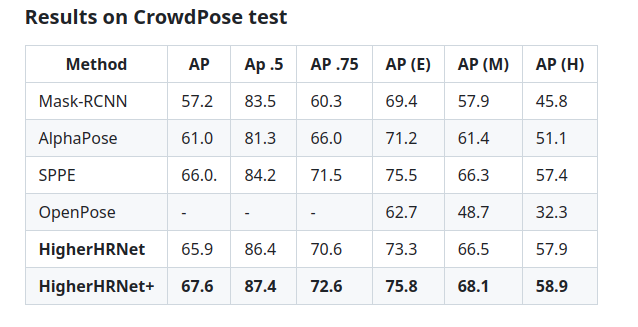 Results on CrowdPose test
Method AP Ap .5 AP .75 AP (E) AP (M) AP (H)
Mask-RCNN 57.2 83.5 60.3 69.4 57.9 45.8
AlphaPose 61.0 81.3 66.0 71.2 61.4 51.1
SPPE 66.0. 84.2 71.5 75.5 66.3 57.4
OpenPose - - - 62.7 48.7 32.3
HigherHRNet 65.9 86.4 70.6 73.3 66.5 57.9
HigherHRNet+ 67.6 87.4 72.6 75.8 68.1 58.9